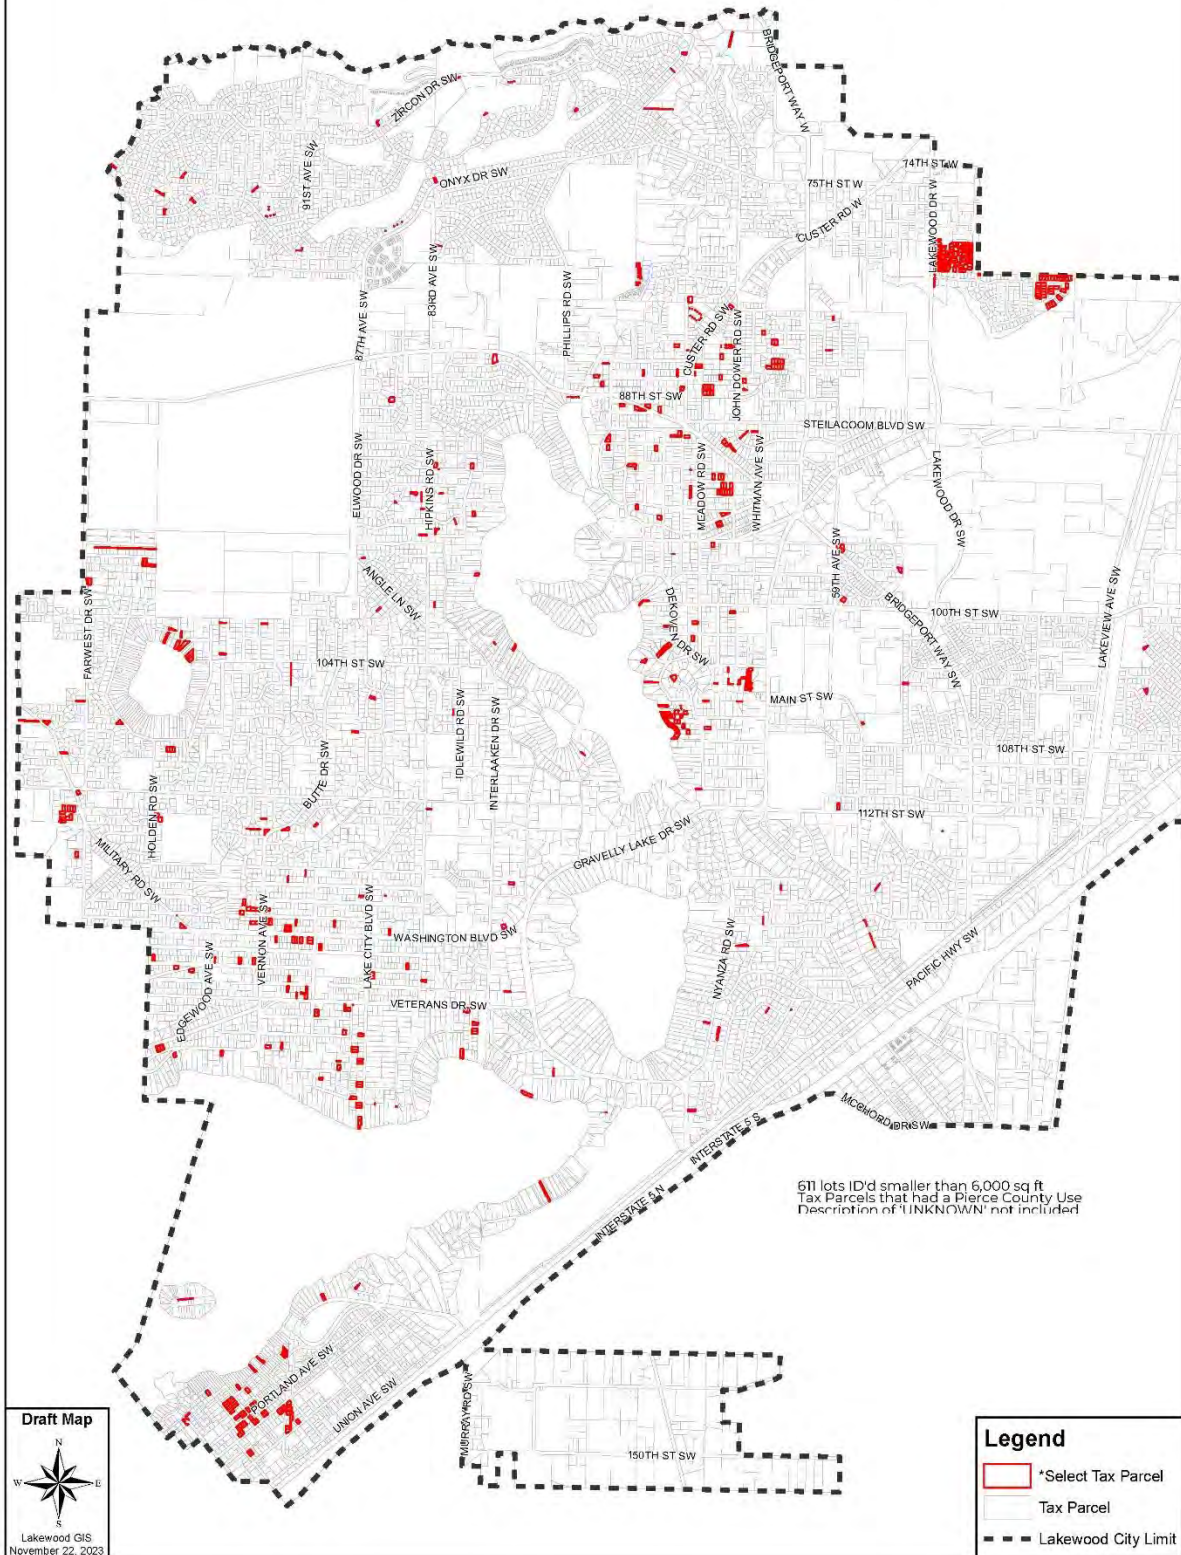 BRIDGEPORT WAY W
ZIRCON DR SW
91ST AVE SW
ONYX DR SW
74TH ST W
75TH ST W
CUSTER RD W
LAKEWOOD DR W
83RD AVE SW
87TH AVE SW
PHILLIPS RD SW
CUSTER RD SW
JOHN DOWER RD SW
88TH ST SW
STEILACOOM BLVD SW
ELWOOD DR SW
HIPKINS RD SW
MEADOW RD SW
WHITMAN AVE SW
LAKEWOOD DR SW
59TH AVE SW
ANGLE LN SW
FARWEST DR SW
DEKOVEN DR SW
BRIDGEPORT WAY SW
100TH ST SW
LAKEVIEW AVE SW
104TH ST SW
MAIN ST SW
IDLEWILD RD SW
INTERLAAKEN DR SW
108TH ST SW
BUTTE DR SW
HOLDEN RD SW
112TH ST SW
GRAVELLY LAKE DR SW
MILITARY RD SW
VERNON AVE SW
LAKE CITY BLVD SW
WASHINGTON BLVD SW
NYANZA RD SW
PACIFIC HWY SW
EDGEWOOD AVE SW
VETERANS DR SW
MCCHORD DR SW
INTERSTATE 5 S
INTERSTATE 5 N
611 lots ID'd smaller than 6,000 sq ft
Tax Parcels that had a Pierce County Use
Description of 'UNKNOWN' not included
PORTLAND AVE SW
UNION AVE SW
MURRAY RD SW
150TH ST SW
Draft Map
N
W
E
S
Lakewood GIS
November 22, 2023
Legend
*Select Tax Parcel
Tax Parcel
Lakewood City Limit